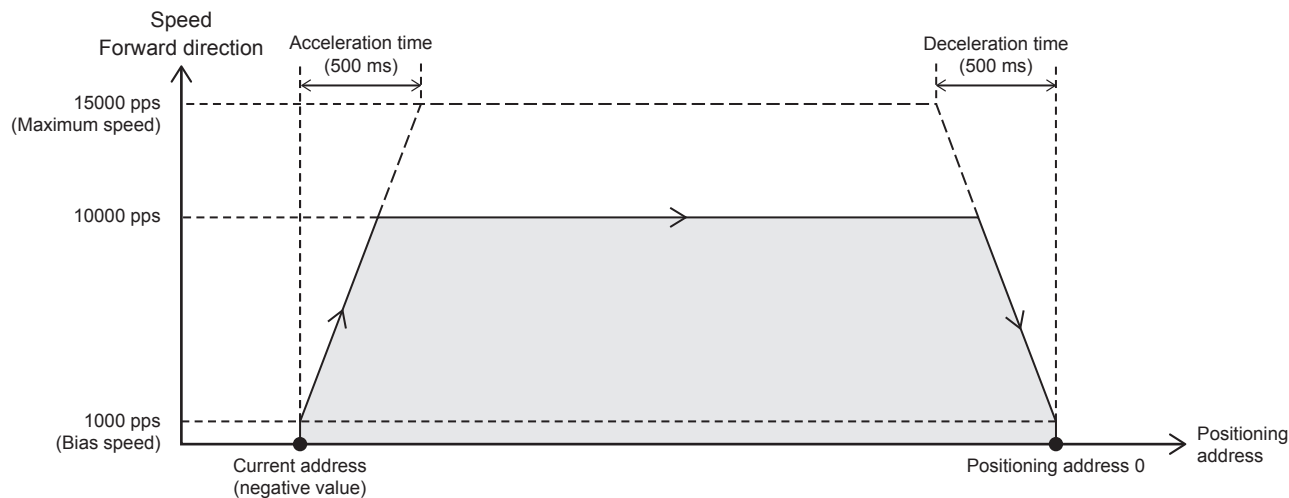 Speed
Forward direction
Acceleration time
(500 ms)
Deceleration time
(500 ms)
15000 pps
(Maximum speed)
10000 pps
1000 pps
(Bias speed)
Current address
(negative value)
Positioning address 0
Positioning
address